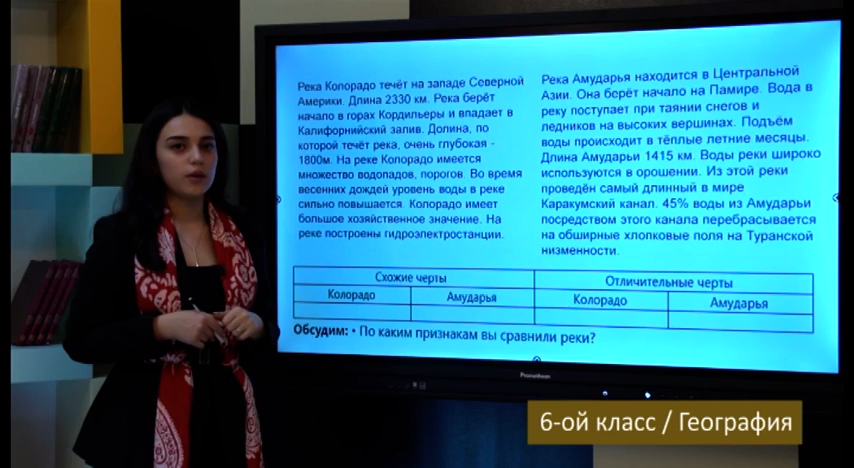 Река Колорадо течёт на западе Северной
Америки. Длина 2330 км. Река берёт
начало в горах Кордильеры и впадает в
Калифорнийский залив. Долина, по
которой течёт река, очень глубокая -
1800м. На реке Колорадо имеется
множество водопадов, порогов. Во время
весенних дождей уровень воды в реке
сильно повышается. Колорадо имеет
большое хозяйственное значение. На
реке построены гидроэлектростанции.
Река Амударья находится в Центральной
Азии. Она берёт начало на Памире. Вода в
реку поступает при таянии снегов и
ледников на высоких вершинах. Подъём
воды происходит в тёплые летние месяцы.
Длина Амударьи 1415 км. Воды реки широко
используются в орошении. Из этой реки
проведён самый длинный в мире
Каракумский канал. 45% воды из Амударьи
посредством этого канала перебрасывается
на обширные хлопковые поля на Туранской
низменности.
Схожие черты Отличительные черты
Колорадо Амударья Колорадо Амударья
Обсудим: • По каким признакам вы сравнили реки?
Promethean
6-ой класс / География